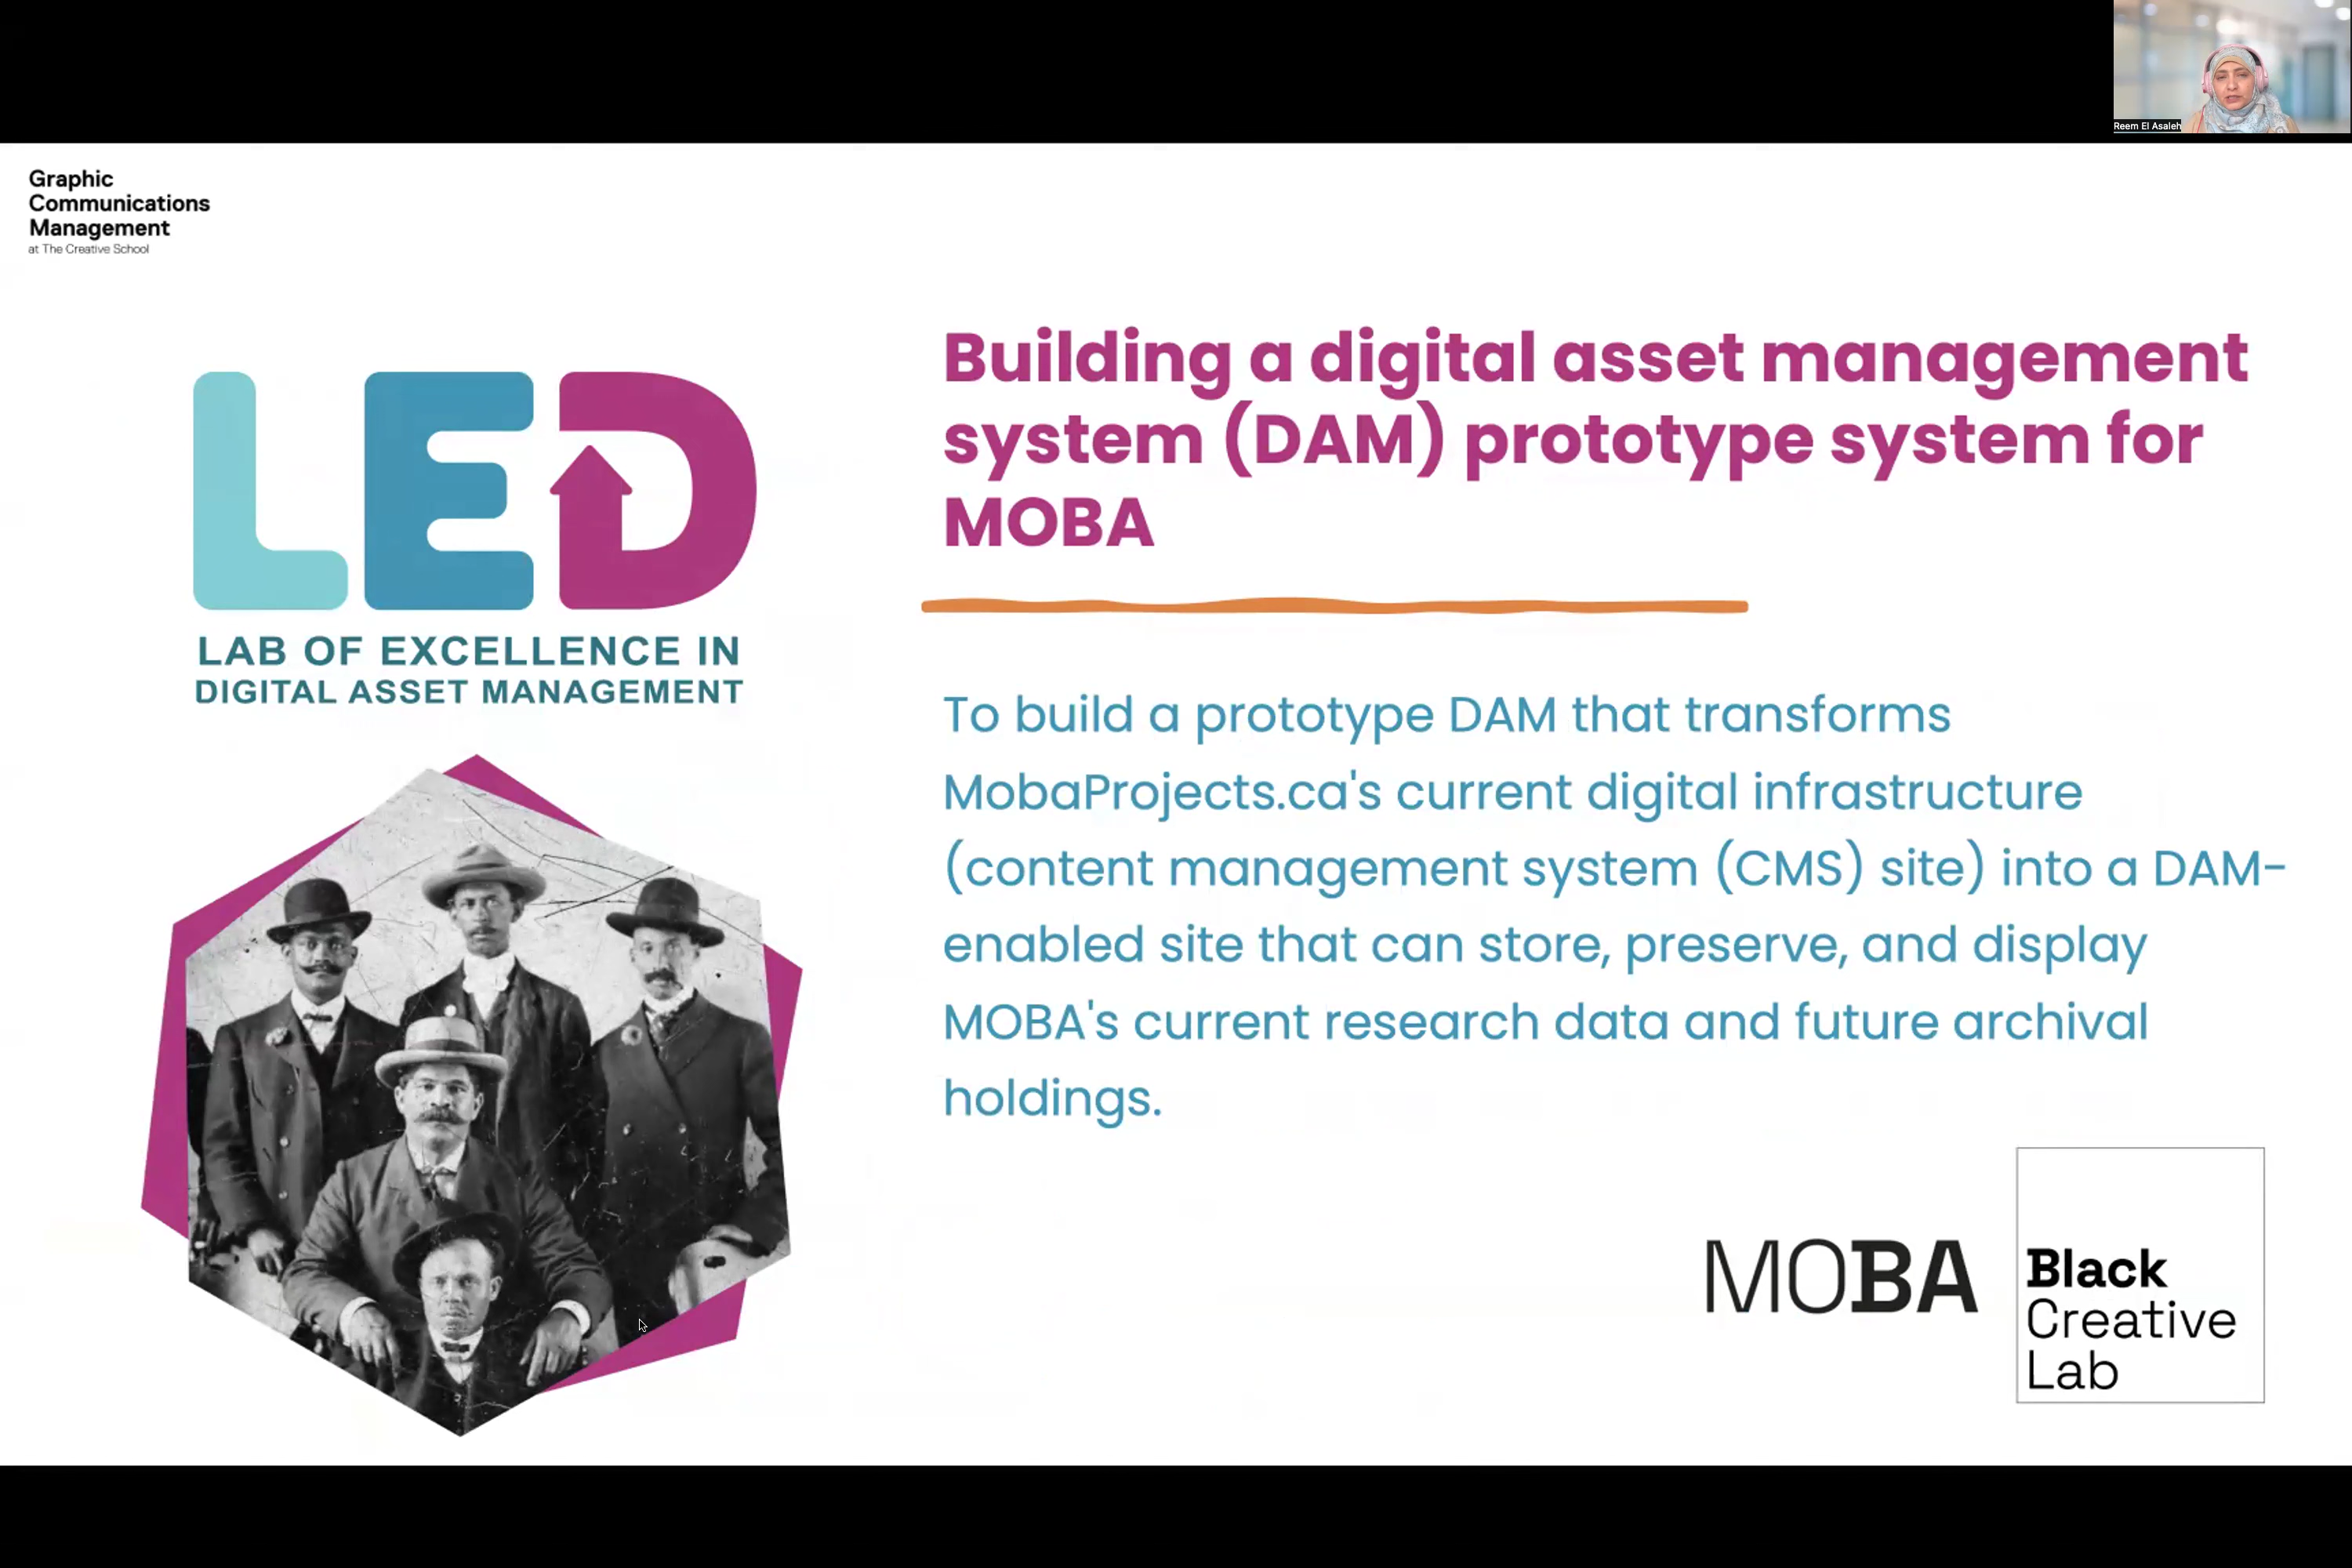 Reem El Asaleh
Graphic
Communications
Management
at The Creative School
LED
LAB OF EXCELLENCE IN
DIGITAL ASSET MANAGEMENT
Building a digital asset management
system (DAM) prototype system for
MOBA
To build a prototype DAM that transforms
MobaProjects.ca's current digital infrastructure
(content management system (CMS) site) into a DAM-
enabled site that can store, preserve, and display
MOBA's current research data and future archival
holdings.
MOBA
Black
Creative
Lab